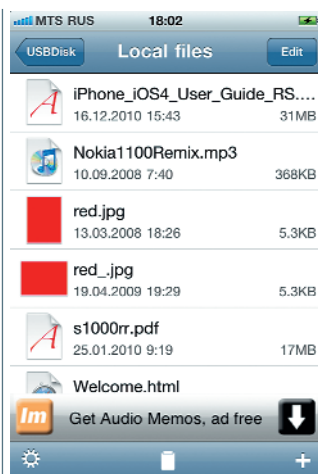 MTS RUS 18:02
USBDisk Local files Edit
iPhone_iOS4_User_Guide_RS....
16.12.2010 15:43 31MB
Nokia1100Remix.mp3
10.09.2008 7:40 368KB
red.jpg
13.03.2008 18:26 5.3KB
red_.jpg
19.04.2009 19:29 5.3KB
s1000rr.pdf
25.01.2010 9:19 17MB
Welcome.html
Im Get Audio Memos, ad free